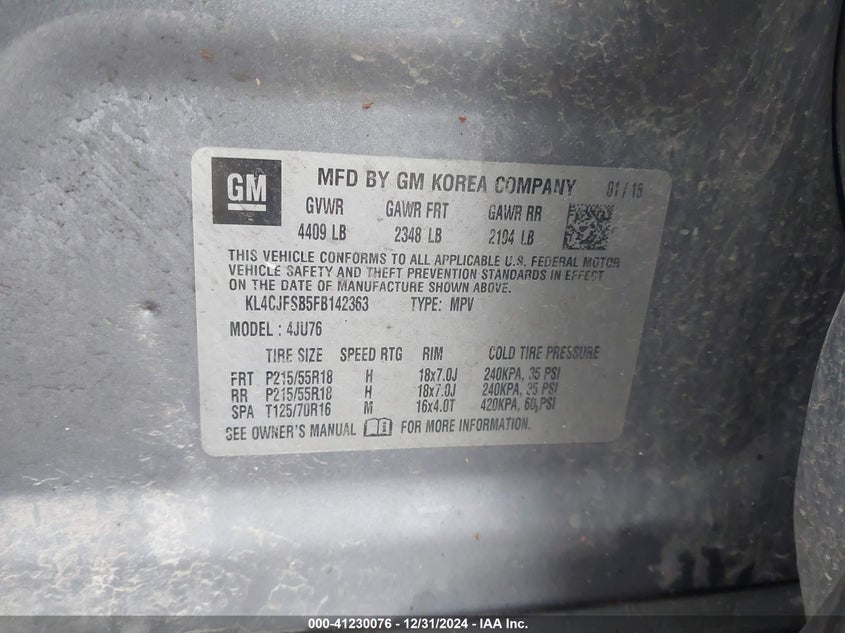 GM
MFD BY GM KOREA COMPANY 01 / 15
GVWR GAWR FRT GAWR RR
4409 LB 2348 LB 2194 LB
THIS VEHICLE CONFORMS TO ALL APPLICABLE U.S. FEDERAL MOTOR
VEHICLE SAFETY AND THEFT PREVENTION STANDARDS IN EFFECT
ON THE DATE OF MANUFACTURE SHOWN ABOVE.
KL4CJFSB5FB142363 TYPE: MPV
MODEL: 4JU76
TIRE SIZE SPEED RTG RIM COLD TIRE PRESSURE
FRT P215/55R18 H 18x7.0J 240KPA, 35 PSI
RR P215/55R18 H 18x7.0J 240KPA, 35 PSI
SPA T125/70R16 M 16x4.0T 420KPA, 60 PSI
SEE OWNER'S MANUAL FOR MORE INFORMATION.
000-41230076 - 12/31/2024 - IAA Inc.